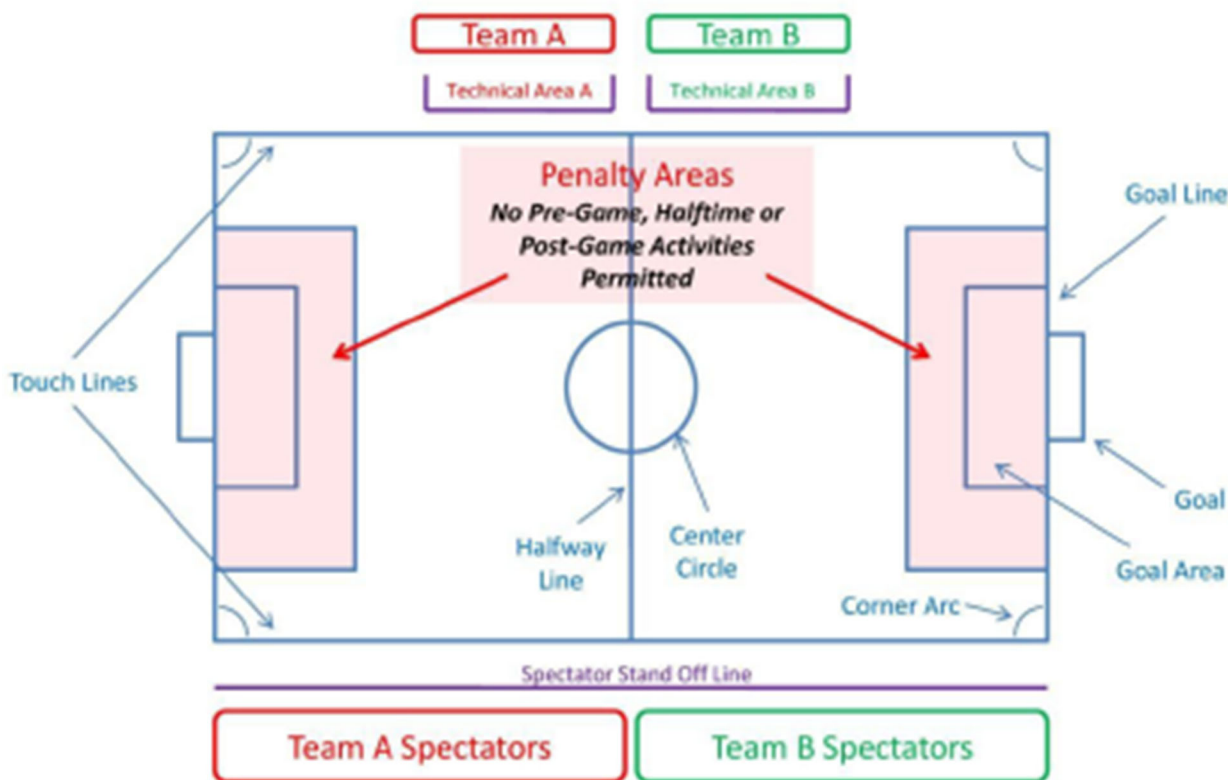 Team A
Team B
Technical Area A
Technical Area B
Penalty Areas
No Pre-Game, Halftime or
Post-Game Activities
Permitted
Goal Line
Touch Lines
Goal
Halfway
Line
Center
Circle
Goal Area
Corner Arc
Spectator Stand Off Line
Team A Spectators
Team B Spectators